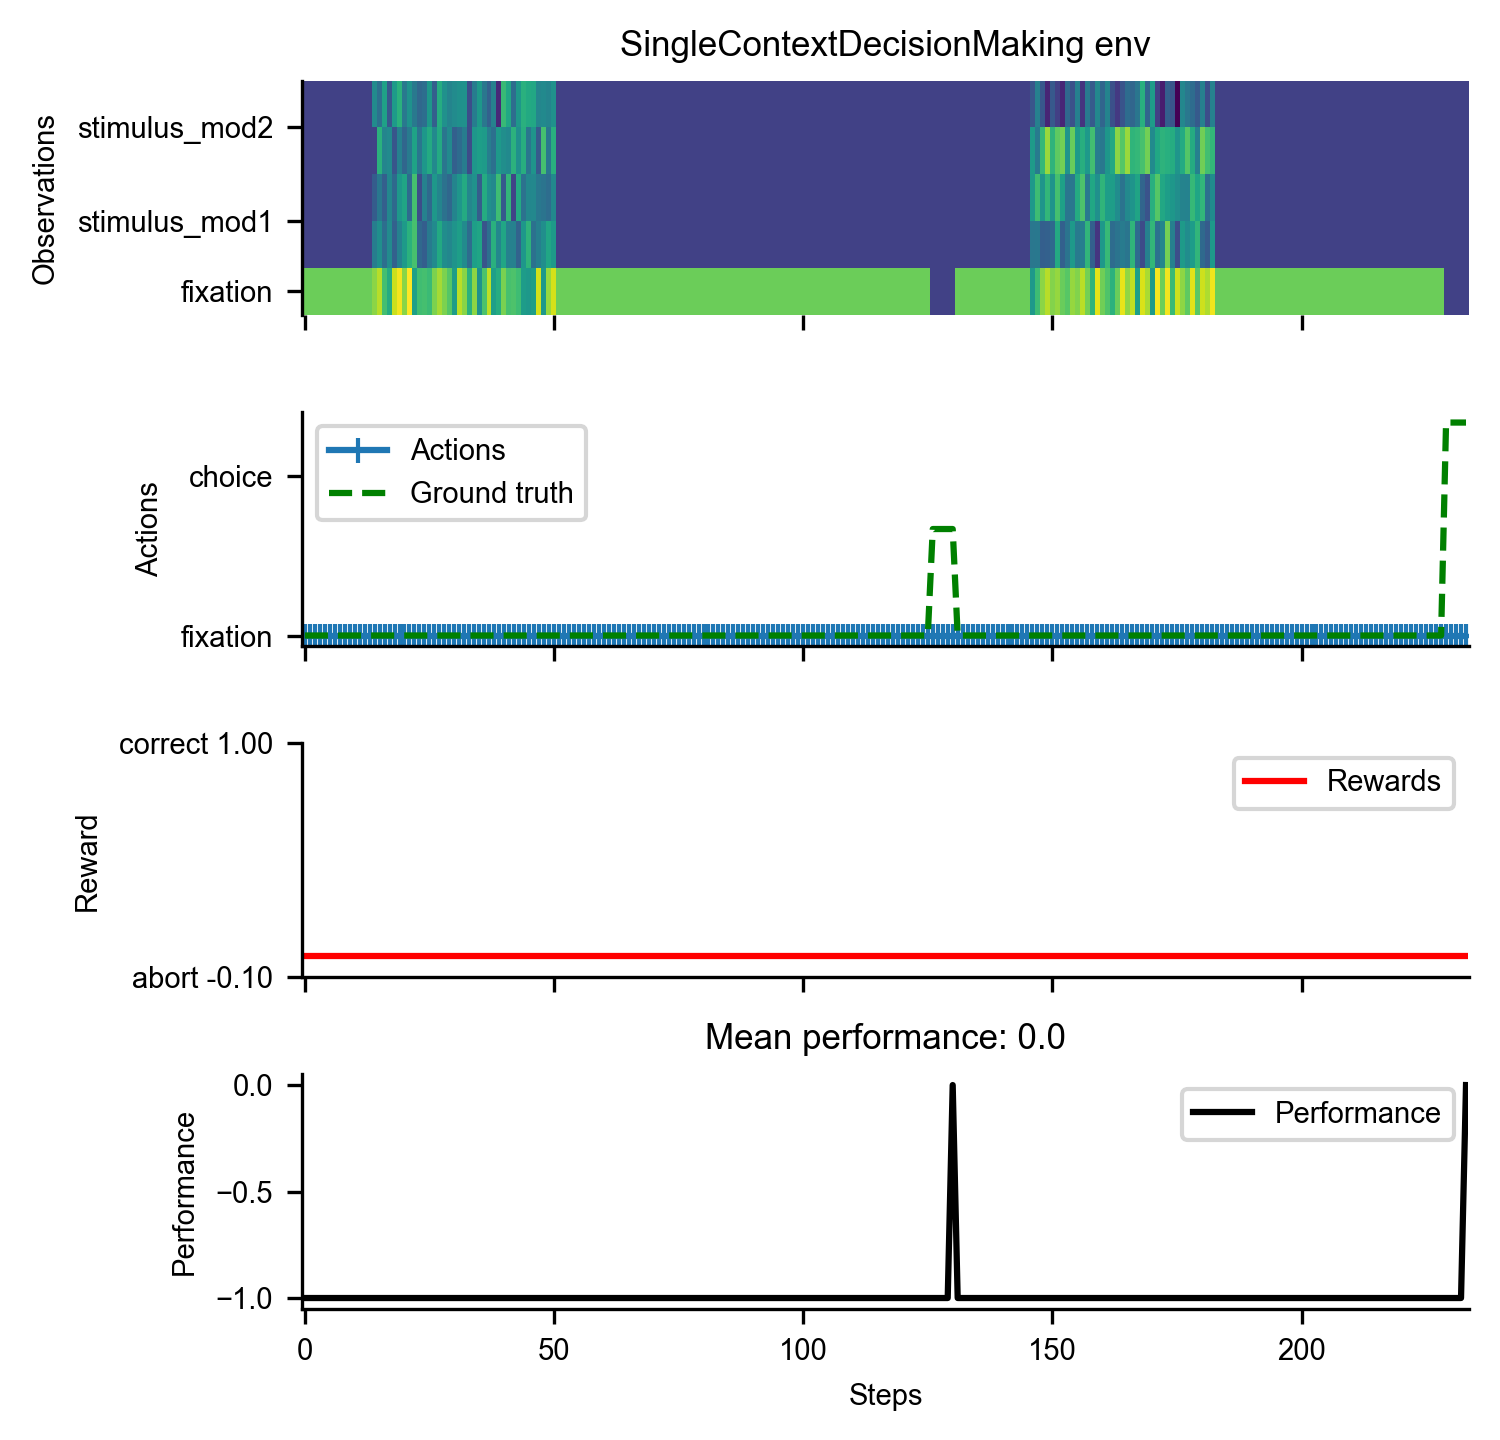 SingleContextDecisionMaking env
Observations
stimulus_mod2
stimulus_mod1
fixation
Actions
choice
fixation
Actions
Ground truth
Reward
correct 1.00
abort -0.10
Rewards
Mean performance: 0.0
Performance
0.0
−0.5
−1.0
Performance
0 50 100 150 200
Steps